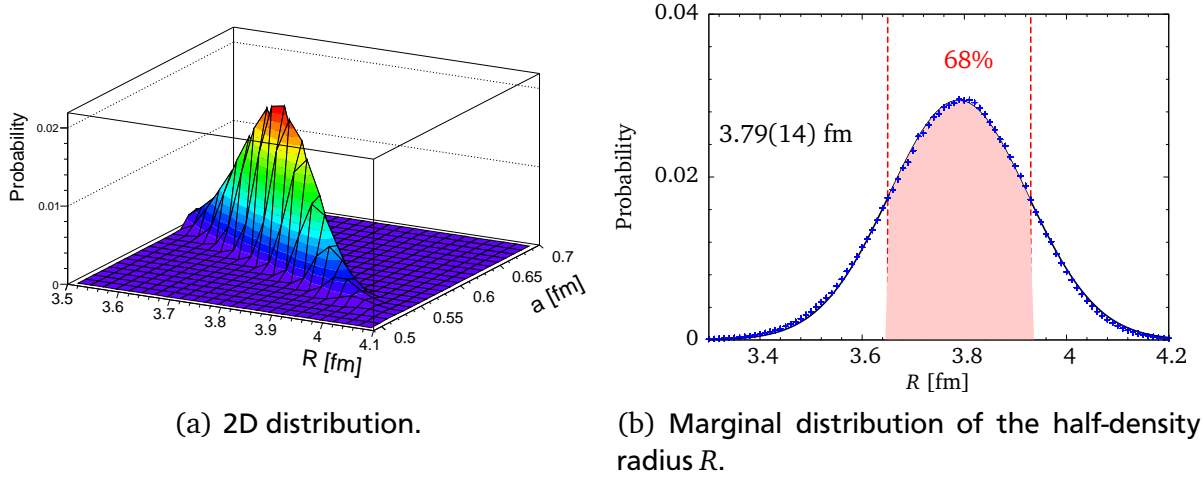 Probability
0.02
0.01
0
3.5
3.6
3.7
3.8
3.9
4
4.1
R [fm]
0.5
0.55
0.6
0.65
0.7
a [fm]
(a) 2D distribution.
0.04
0.02
0
Probability
68%
3.79(14) fm
3.4
3.6
3.8
4
4.2
R [fm]
(b) Marginal distribution of the half-density
radius R.